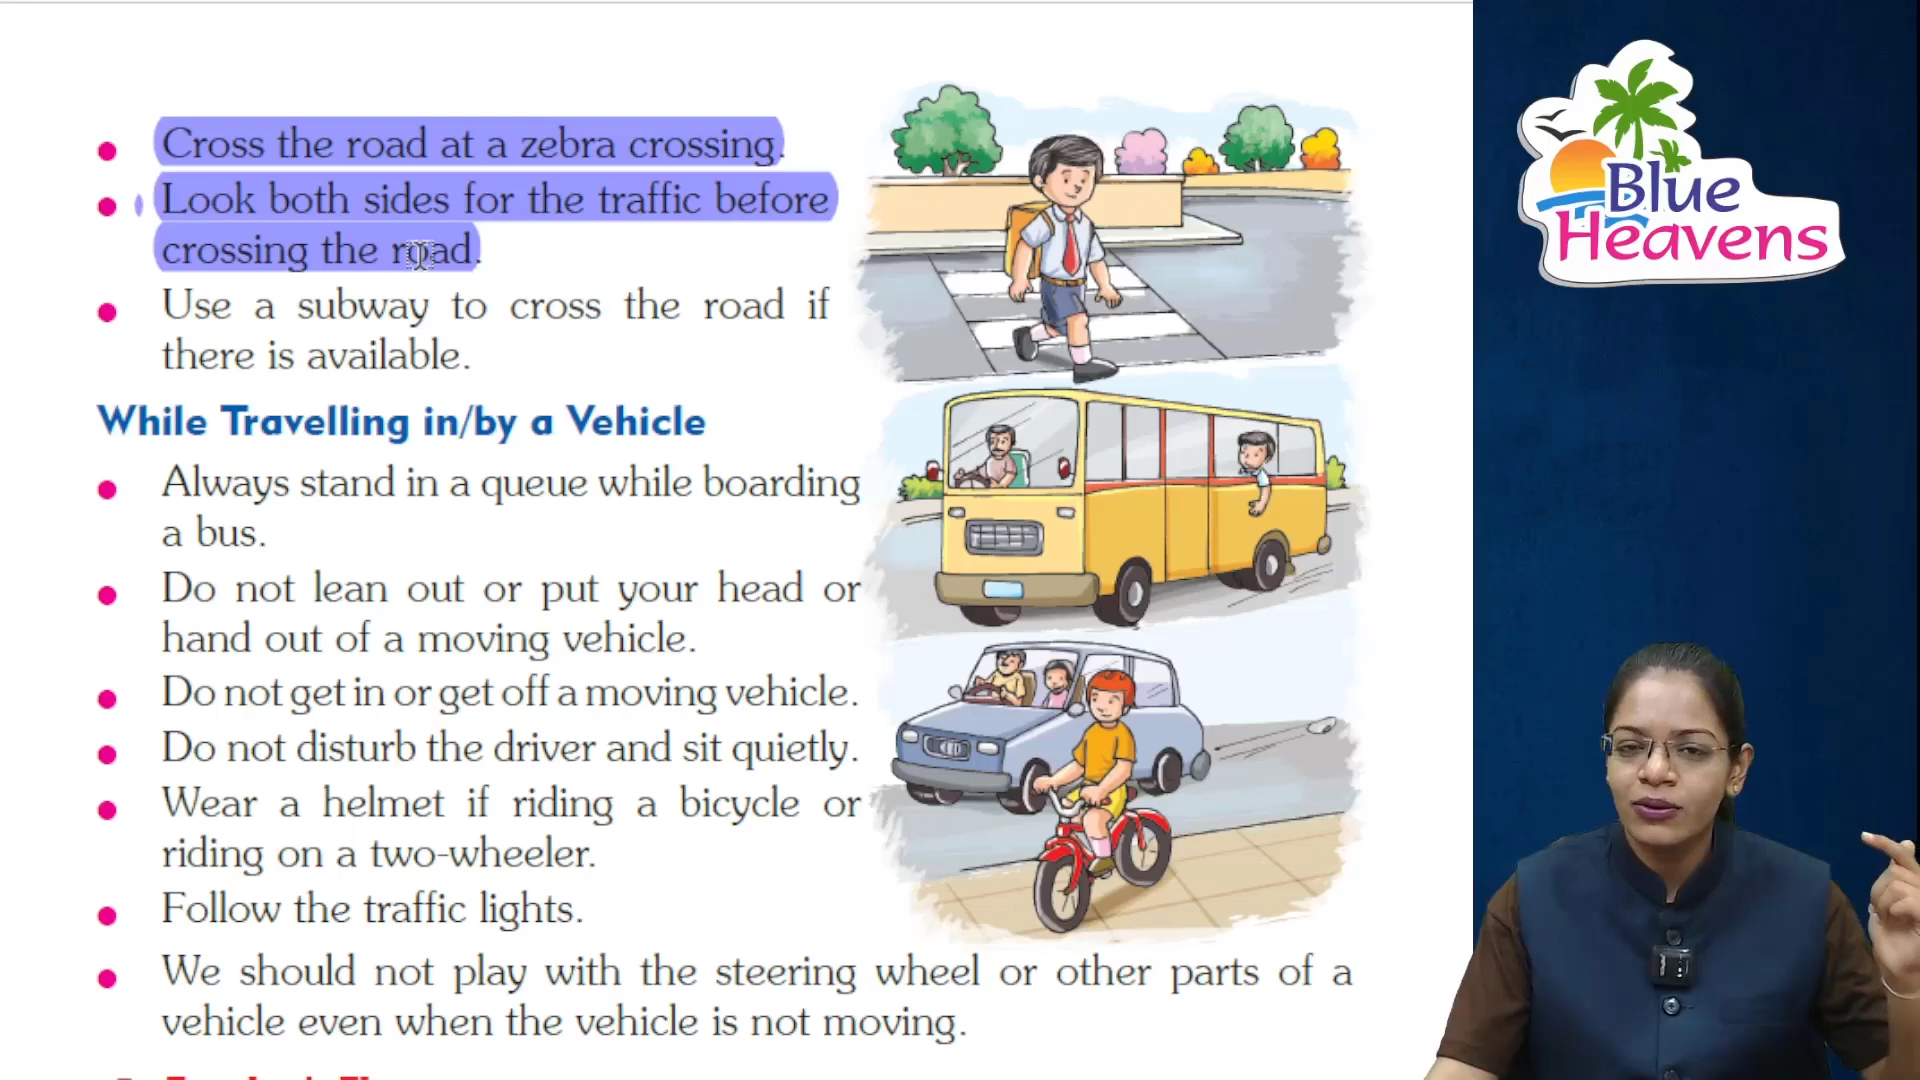 Cross the road at a zebra crossing.
Look both sides for the traffic before
crossing the road.
Use a subway to cross the road if
there is available.
While Travelling in/by a Vehicle
Always stand in a queue while boarding
a bus.
Do not lean out or put your head or
hand out of a moving vehicle.
Do not get in or get off a moving vehicle.
Do not disturb the driver and sit quietly.
Wear a helmet if riding a bicycle or
riding on a two-wheeler.
Follow the traffic lights.
We should not play with the steering wheel or other parts of a
vehicle even when the vehicle is not moving.
Blue
Heavens